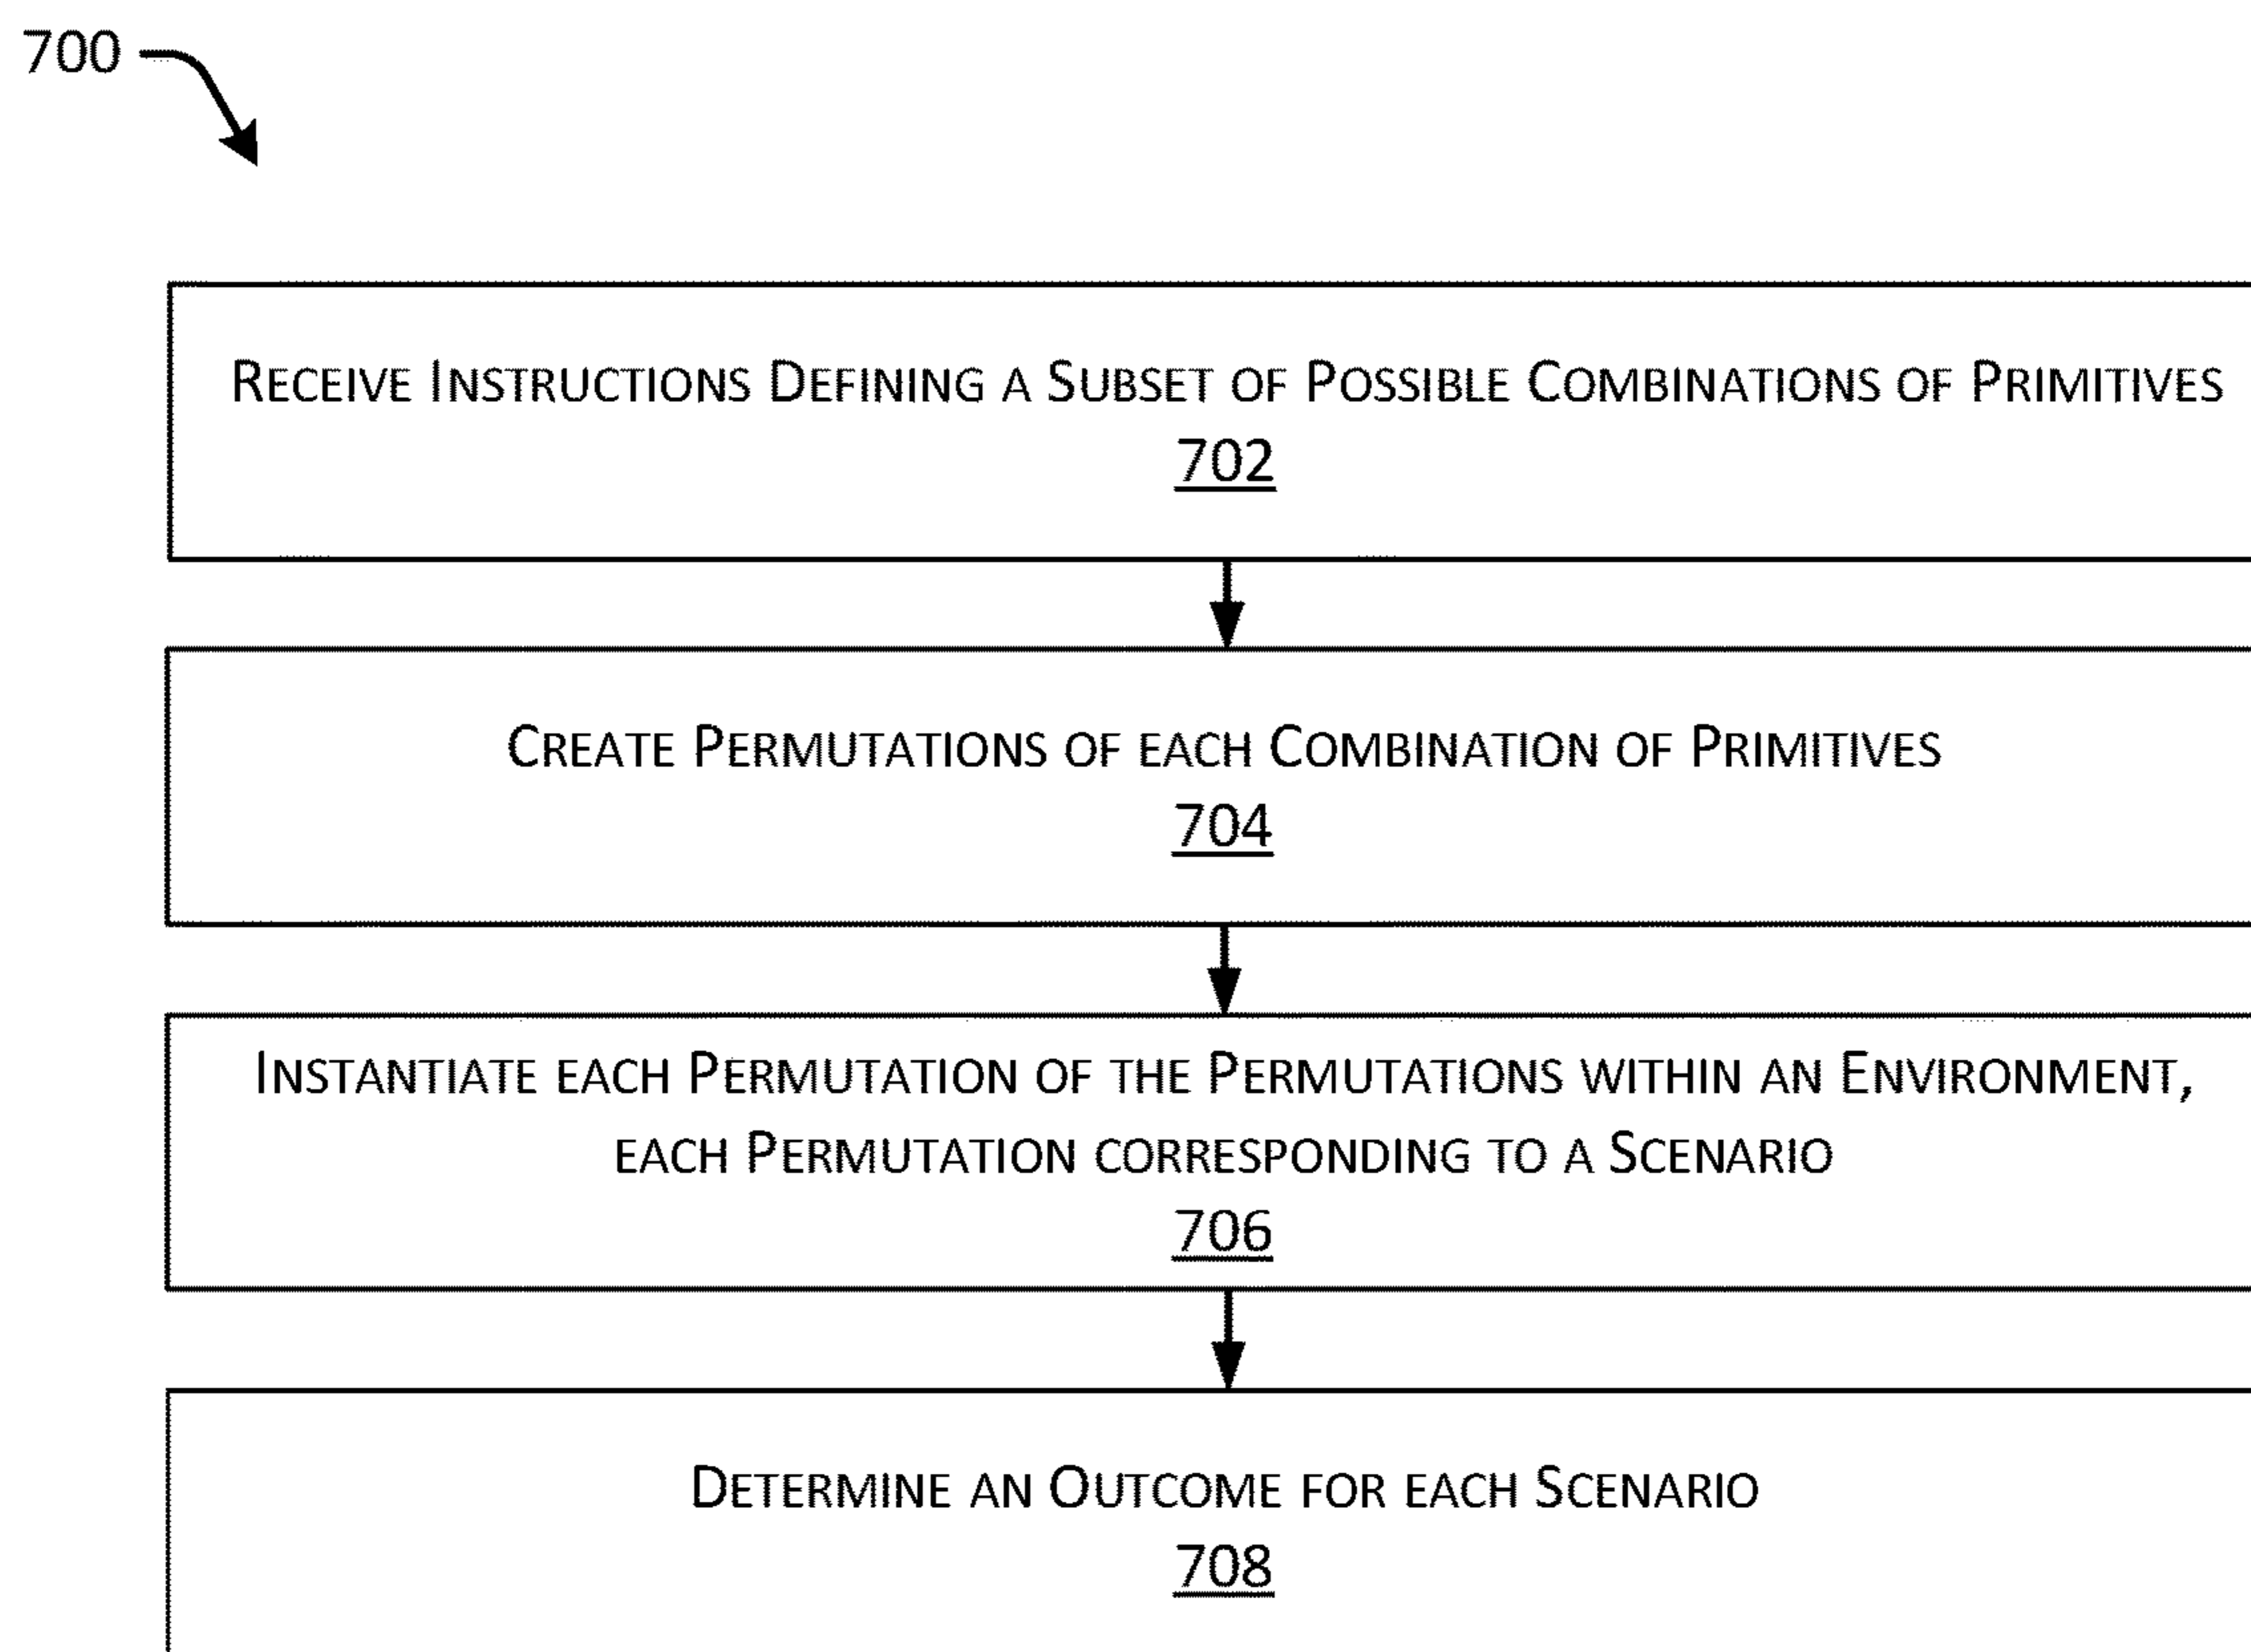 700
Receive Instructions Defining a Subset of Possible Combinations of Primitives
702
Create Permutations of each Combination of Primitives
704
Instantiate each Permutation of the Permutations within an Environment,
each Permutation corresponding to a Scenario
706
Determine an Outcome for each Scenario
708